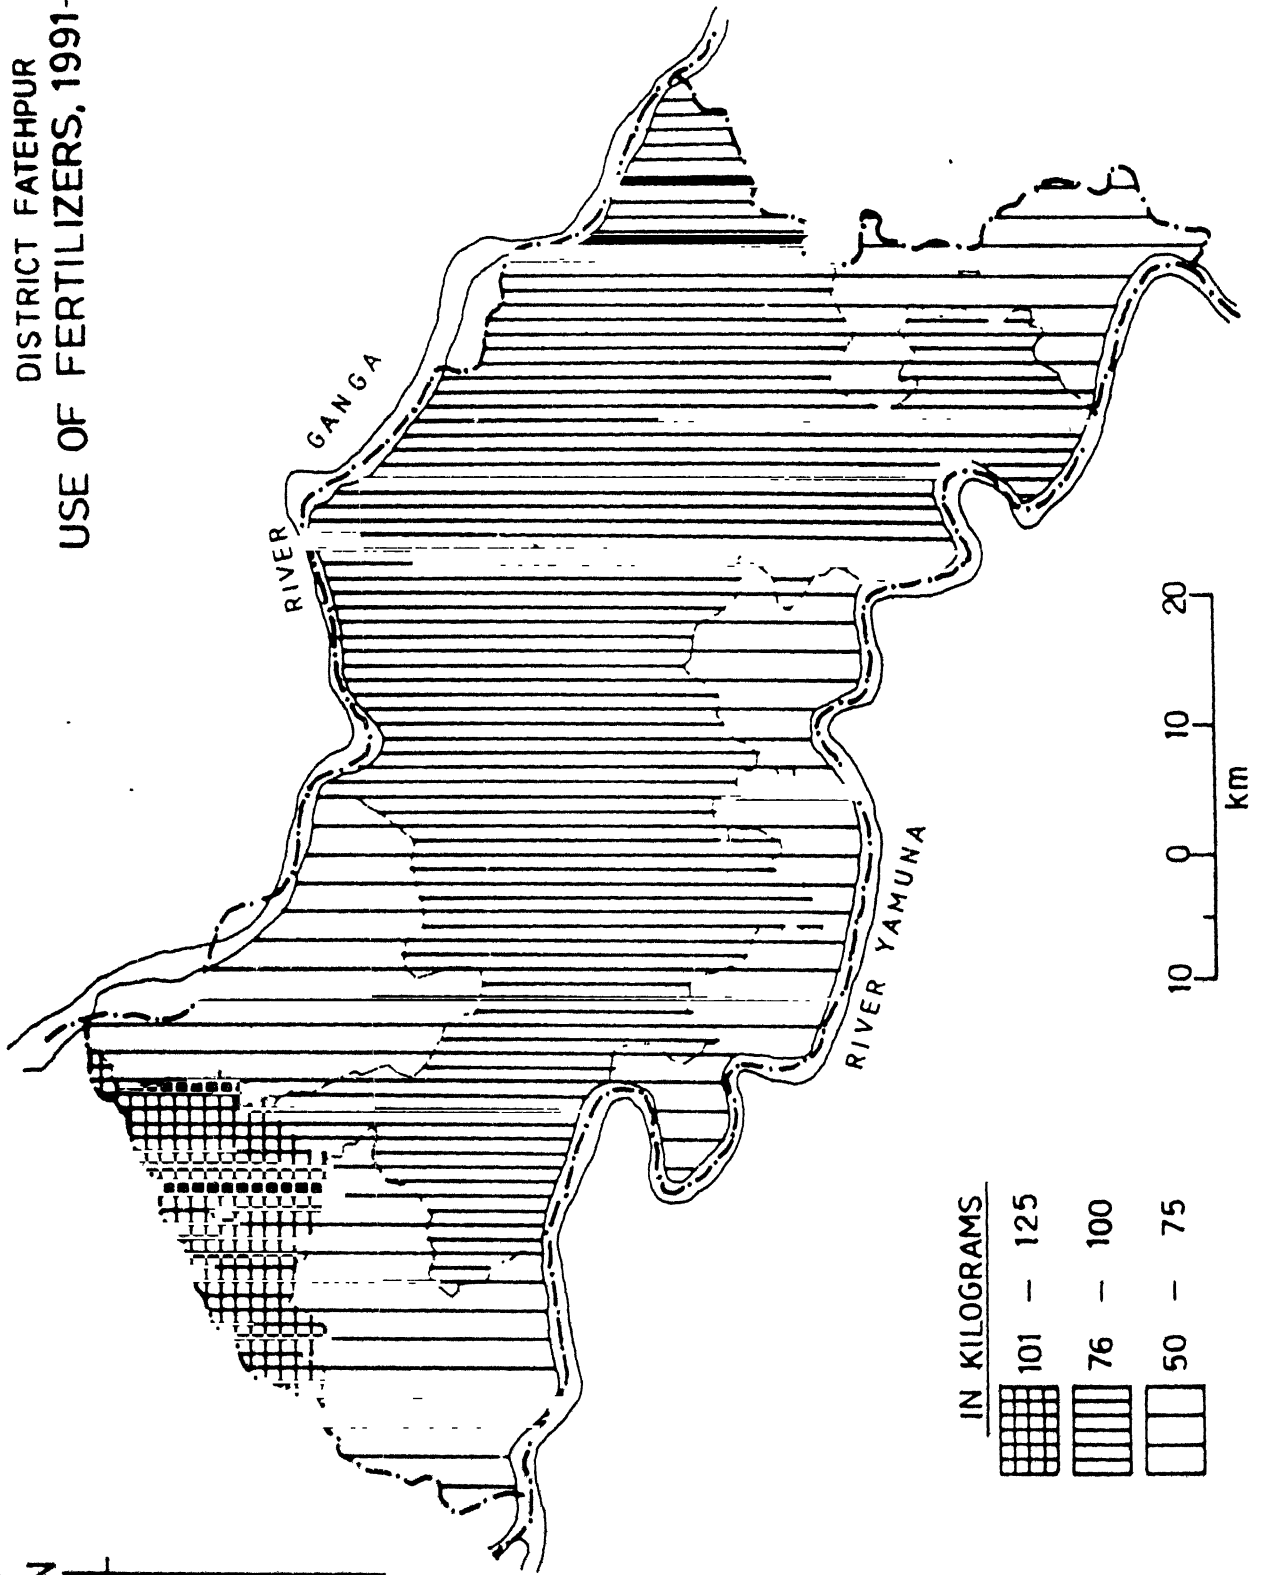 DISTRICT FATEHPUR
USE OF FERTILIZERS, 1991-
N
RIVER GANGA
RIVER YAMUNA
IN KILOGRAMS
101 – 125
76 – 100
50 – 75
10 0 10 20
km